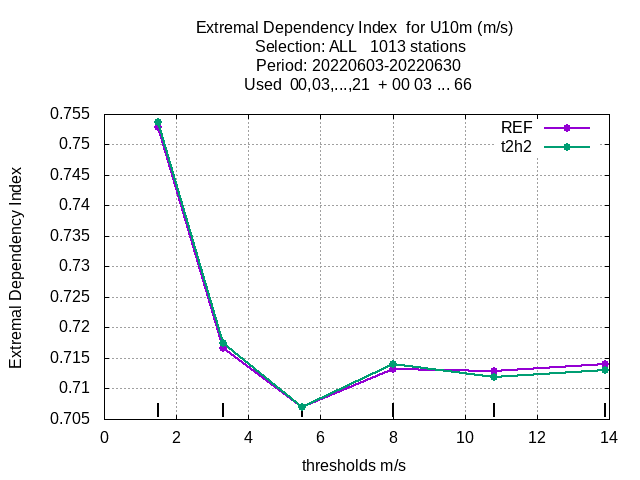 Extremal Dependency Index  for U10m (m/s)
Selection: ALL   1013 stations
Period: 20220603-20220630
Used  00,03,...,21  + 00 03 ... 66
REF
t2h2
Extremal Dependency Index
0.755
0.75
0.745
0.74
0.735
0.73
0.725
0.72
0.715
0.71
0.705
0 2 4 6 8 10 12 14
thresholds m/s